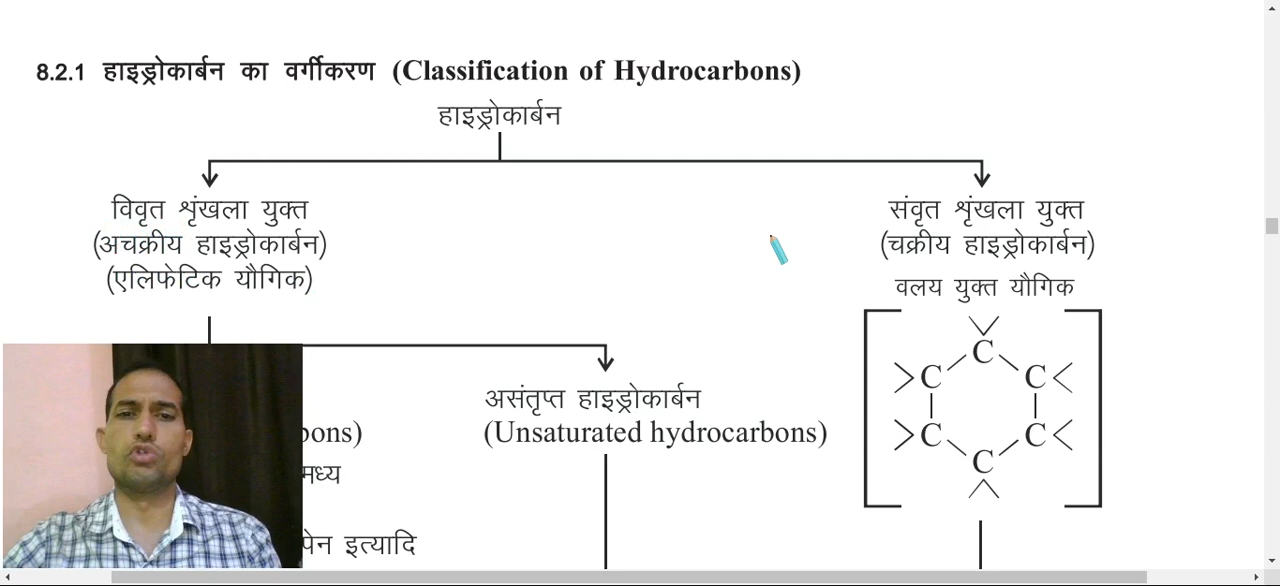 8.2.1 हाइड्रोकार्बन का वर्गीकरण (Classification of Hydrocarbons)
हाइड्रोकार्बन
विवृत श्रृंखला युक्त
(अचक्रीय हाइड्रोकार्बन)
(एलिफेटिक यौगिक)
संवृत श्रृंखला युक्त
(चक्रीय हाइड्रोकार्बन)
वलय युक्त यौगिक
असंतृप्त हाइड्रोकार्बन
(Unsaturated hydrocarbons)
bons)
मध्य
पेन इत्यादि
C
C C
C C
C